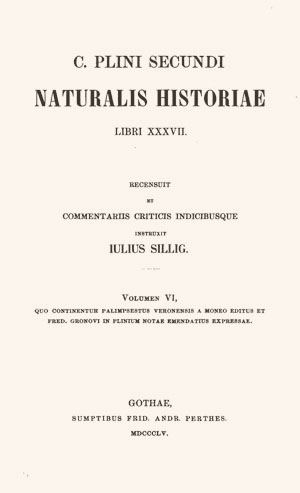 C. PLINI SECUNDI
NATURALIS HISTORIAE
LIBRI XXXVII.
RECENSUIT
ET
COMMENTARIIS CRITICIS INDICIBUSQUE
INSTRUXIT
IULIUS SILLIG.
VOLUMEN VI,
QUO CONTINENTUR PALIMPSESTUS VERONENSIS A MONEO EDITUS ET
FRED. GRONOVI IN PLINIUM NOTAE EMENDATIUS EXPRESSAE.
GOTHAE,
SUMPTIBUS FRID. ANDR. PERTHES.
MDCCCLV.